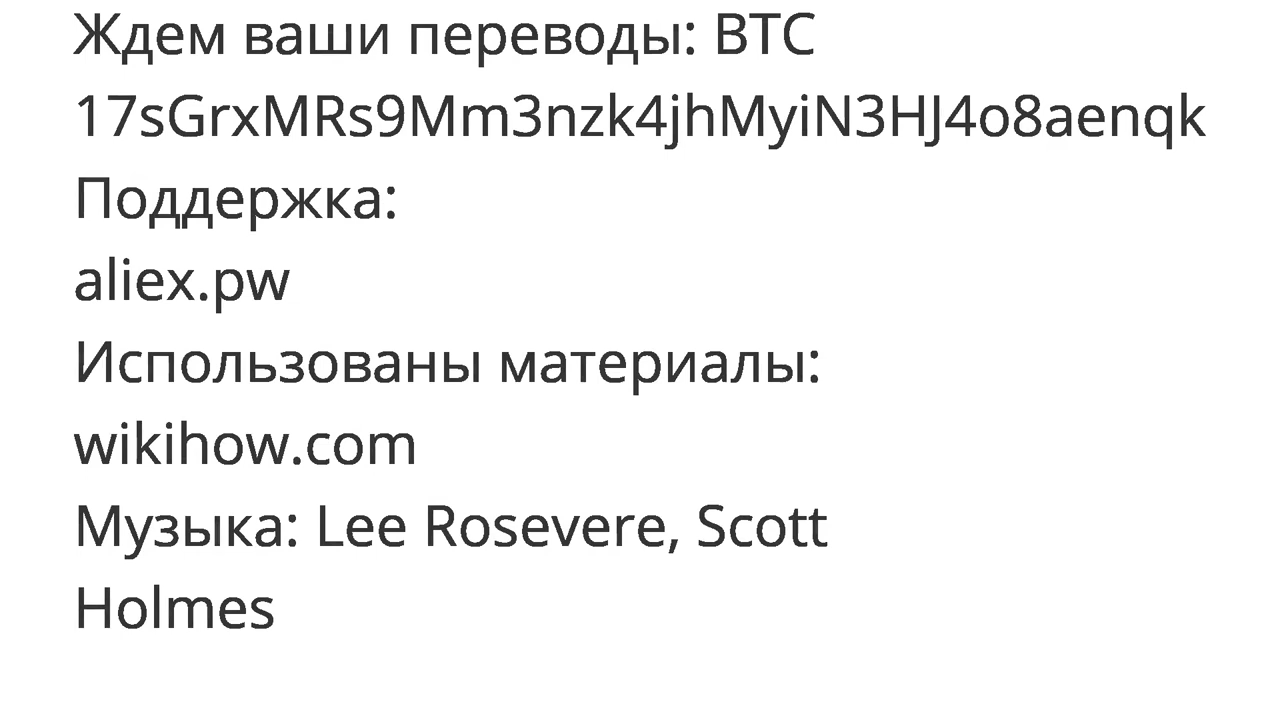 Ждем ваши переводы: BTC
17sGrxMRs9Mm3nzk4jhMyiN3HJ4o8aenqk
Поддержка:
aliex.pw
Использованы материалы:
wikihow.com
Музыка: Lee Rosevere, Scott
Holmes